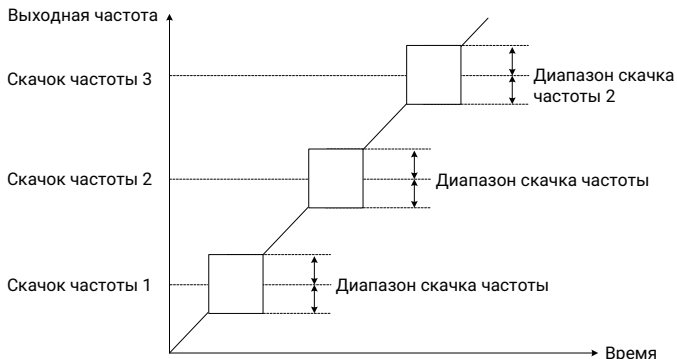 Выходная частота
Скачок частоты 3
Диапазон скачка
частоты 2
Скачок частоты 2
Диапазон скачка частоты
Скачок частоты 1
Диапазон скачка частоты
Время